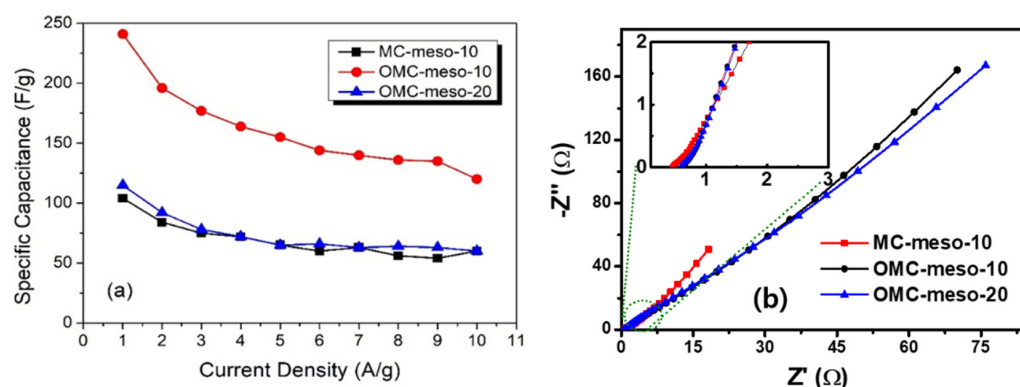 250
200
150
100
50
0
Specific Capacitance (F/g)
MC-meso-10
OMC-meso-10
OMC-meso-20
(a)
0 1 2 3 4 5 6 7 8 9 10 11
Current Density (A/g)
160
120
80
40
0
-Z'' (Ω)
2
1
0
1 2 3
MC-meso-10
OMC-meso-10
OMC-meso-20
(b)
0 15 30 45 60 75
Z' (Ω)